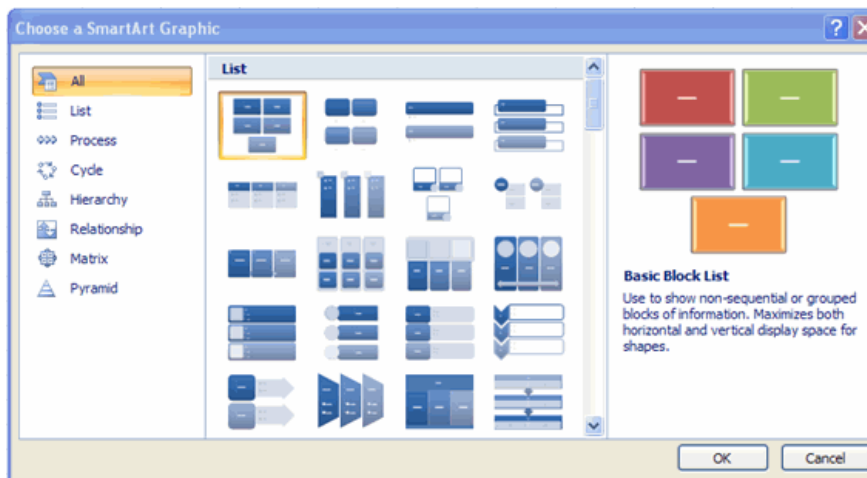 Choose a SmartArt Graphic
?
All
List
Process
Cycle
Hierarchy
Relationship
Matrix
Pyramid
List
Basic Block List
Use to show non-sequential or grouped
blocks of information. Maximizes both
horizontal and vertical display space for
shapes.
OK
Cancel